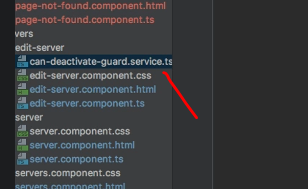 page-not-found.component.html
page-not-found.component.ts
vers
edit-server
can-deactivate-guard.service.ts
edit-server.component.css
edit-server.component.html
edit-server.component.ts
server
server.component.css
server.component.html
server.component.ts
servers.component.css
servers.component.html